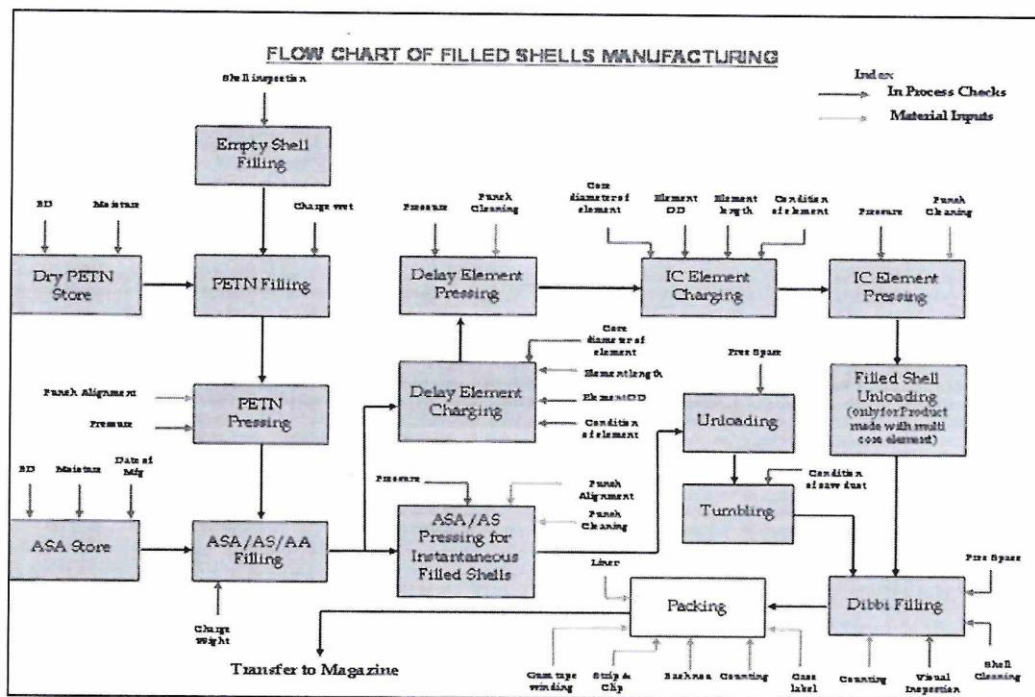 FLOW CHART OF FILLED SHELLS MANUFACTURING
Index
In Process Checks
Material Inputs
Shell inspection
Empty Shell
Filling
BD
Moisture
Charge wet
Dry PETN
Store
PETN Filling
Pressure
Punch
Cleaning
Delay Element
Pressing
Core
diameter of
element
Element
OD
Element
length
Condition
of element
IC Element
Charging
Pressure
Punch
Cleaning
IC Element
Pressing
Punch Alignment
Pressure
PETN
Pressing
Delay Element
Charging
Core
diameter of
element
Element length
Element OD
Condition
of element
Free Space
Unloading
Filled Shell
Unloading
(only for Product
made with multi
core element)
BD
Moisture
Date of
Mfg
ASA Store
ASA/AS/AA
Filling
Charge
Weight
Pressure
Punch
Alignment
Punch
Cleaning
ASA/AS
Pressing for
Instantaneous
Filled Shells
Condition
of saw dust
Tumbling
Liner
Packing
Free Space
Dibbi Filling
Transfer to Magazine
Gum tape
winding
Strip &
Clip
Counting
Case
label
Counting
Visual
Inspection
Shell
Cleaning